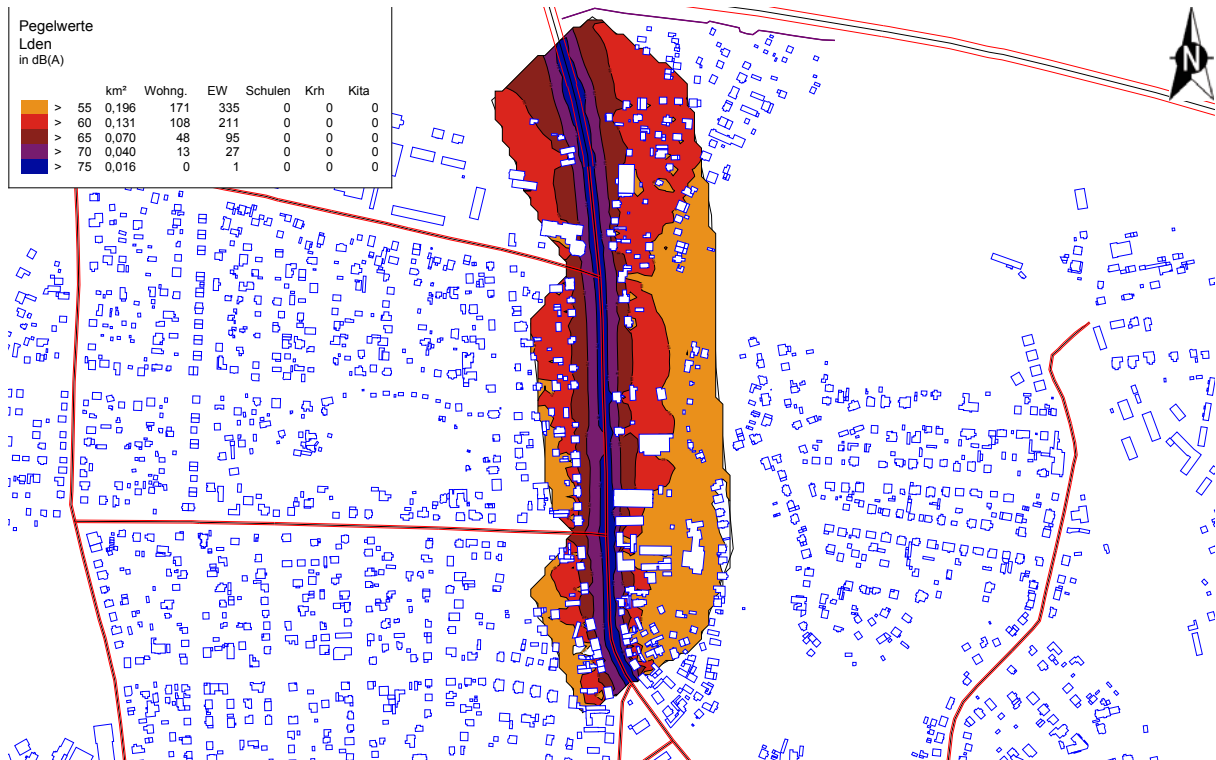 Pegelwerte
Lden
in dB(A)
km² Wohng. EW Schulen Krh Kita
> 55 0,196 171 335 0 0 0
> 60 0,131 108 211 0 0 0
> 65 0,070 48 95 0 0 0
> 70 0,040 13 27 0 0 0
> 75 0,016 0 1 0 0 0
N